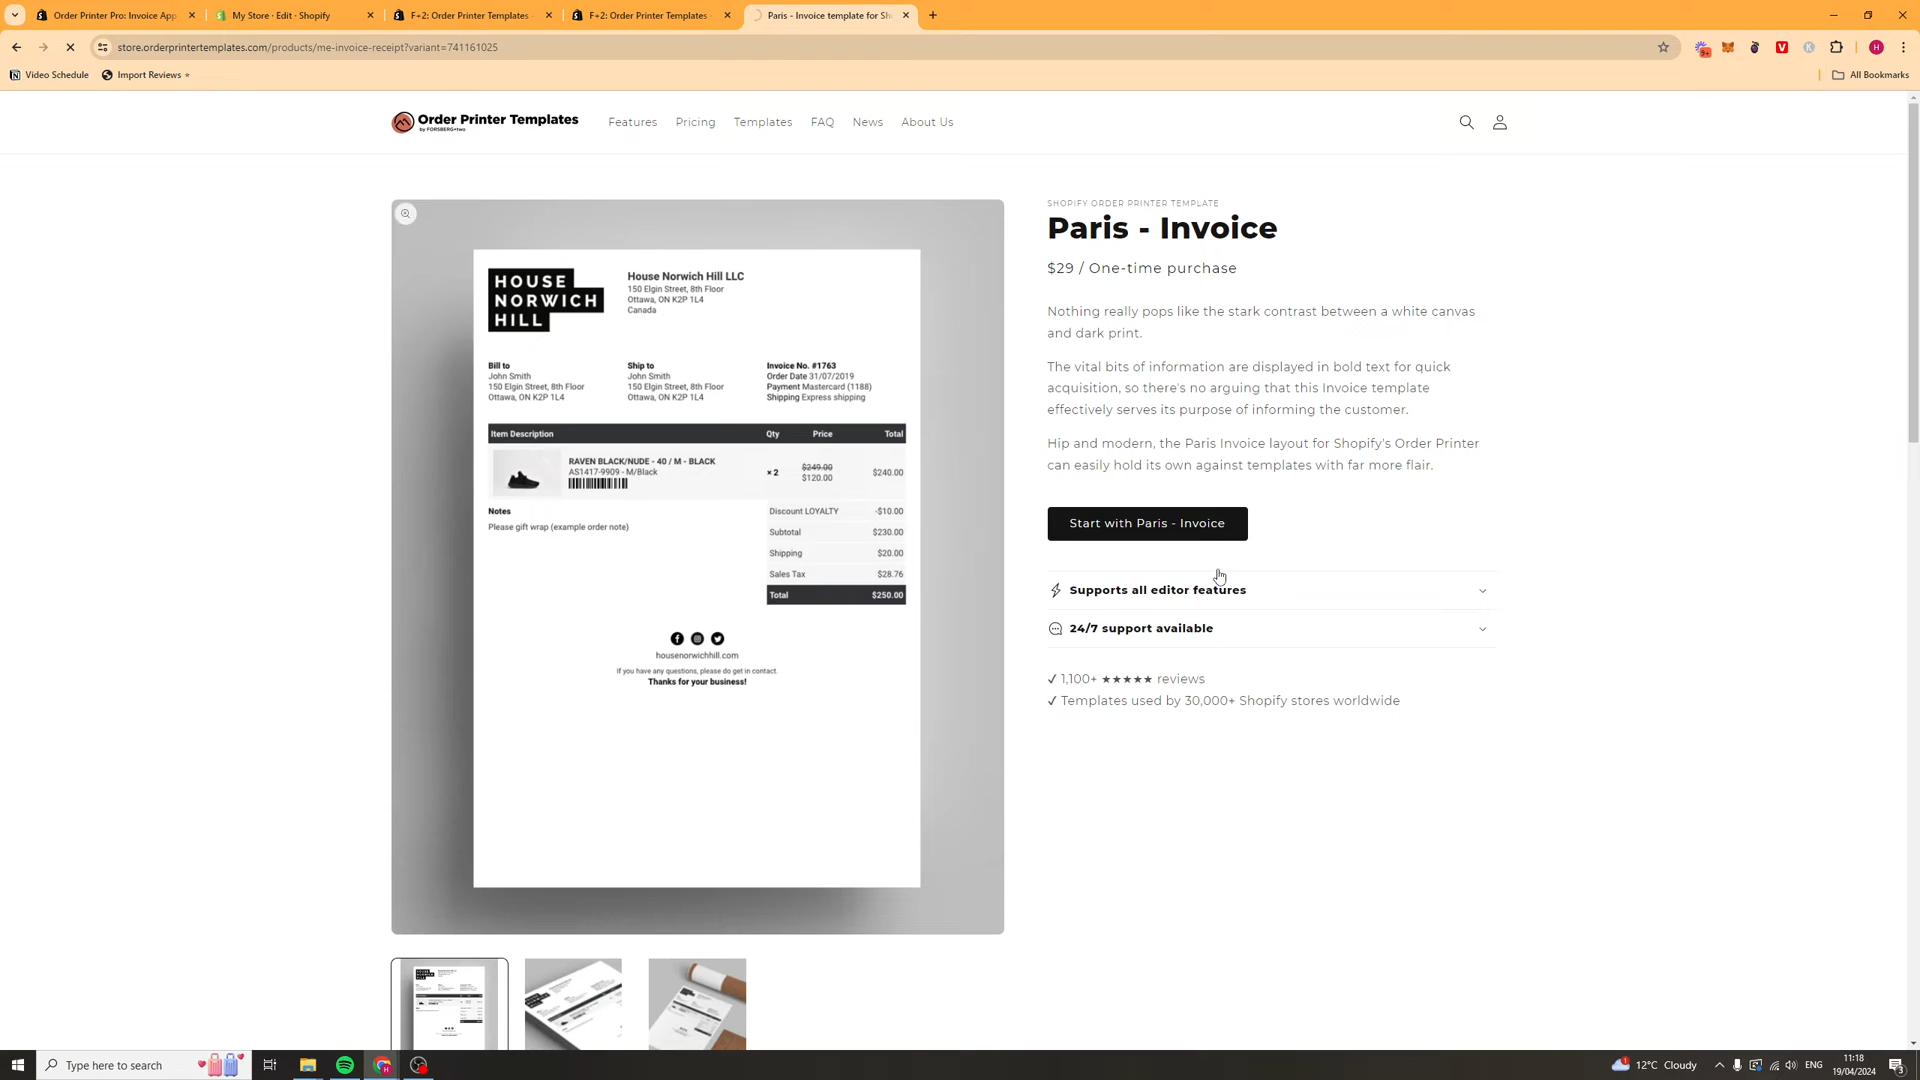 Order Printer Pro: Invoice App
My Store · Edit · Shopify
F+2: Order Printer Templates -
F+2: Order Printer Templates -
Paris - Invoice template for Sh
store.orderprintertemplates.com/products/me-invoice-receipt?variant=741161025
Video Schedule
Import Reviews
All Bookmarks
Order Printer Templates
by FORSBERG+two
Features
Pricing
Templates
FAQ
News
About Us
HOUSE
NORWICH
HILL
House Norwich Hill LLC
150 Elgin Street, 8th Floor
Ottawa, ON K2P 1L4
Canada
Bill to
John Smith
150 Elgin Street, 8th Floor
Ottawa, ON K2P 1L4
Ship to
John Smith
150 Elgin Street, 8th Floor
Ottawa, ON K2P 1L4
Invoice No. #1763
Order Date 31/07/2019
Payment Mastercard (1188)
Shipping Express shipping
Item Description Qty Price Total
RAVEN BLACK/NUDE - 40 / M - BLACK
AS1417-9909 - M/Black
× 2
$249.00
$120.00
$240.00
Notes
Please gift wrap (example order note)
Discount LOYALTY -$10.00
Subtotal $230.00
Shipping $20.00
Sales Tax $28.76
Total $250.00
housenorwichhill.com
If you have any questions, please do get in contact.
Thanks for your business!
SHOPIFY ORDER PRINTER TEMPLATE
Paris - Invoice
$29 / One-time purchase
Nothing really pops like the stark contrast between a white canvas
and dark print.
The vital bits of information are displayed in bold text for quick
acquisition, so there's no arguing that this Invoice template
effectively serves its purpose of informing the customer.
Hip and modern, the Paris Invoice layout for Shopify's Order Printer
can easily hold its own against templates with far more flair.
Start with Paris - Invoice
Supports all editor features
24/7 support available
✓ 1,100+ ★★★★★ reviews
✓ Templates used by 30,000+ Shopify stores worldwide
Type here to search
12°C Cloudy
ENG
11:18
19/04/2024